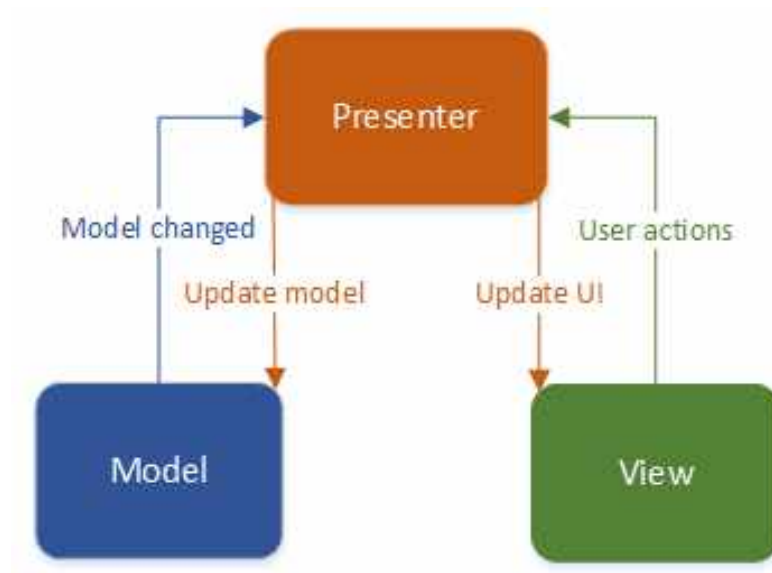 Presenter
Model changed
User actions
Update model
Update UI
Model
View